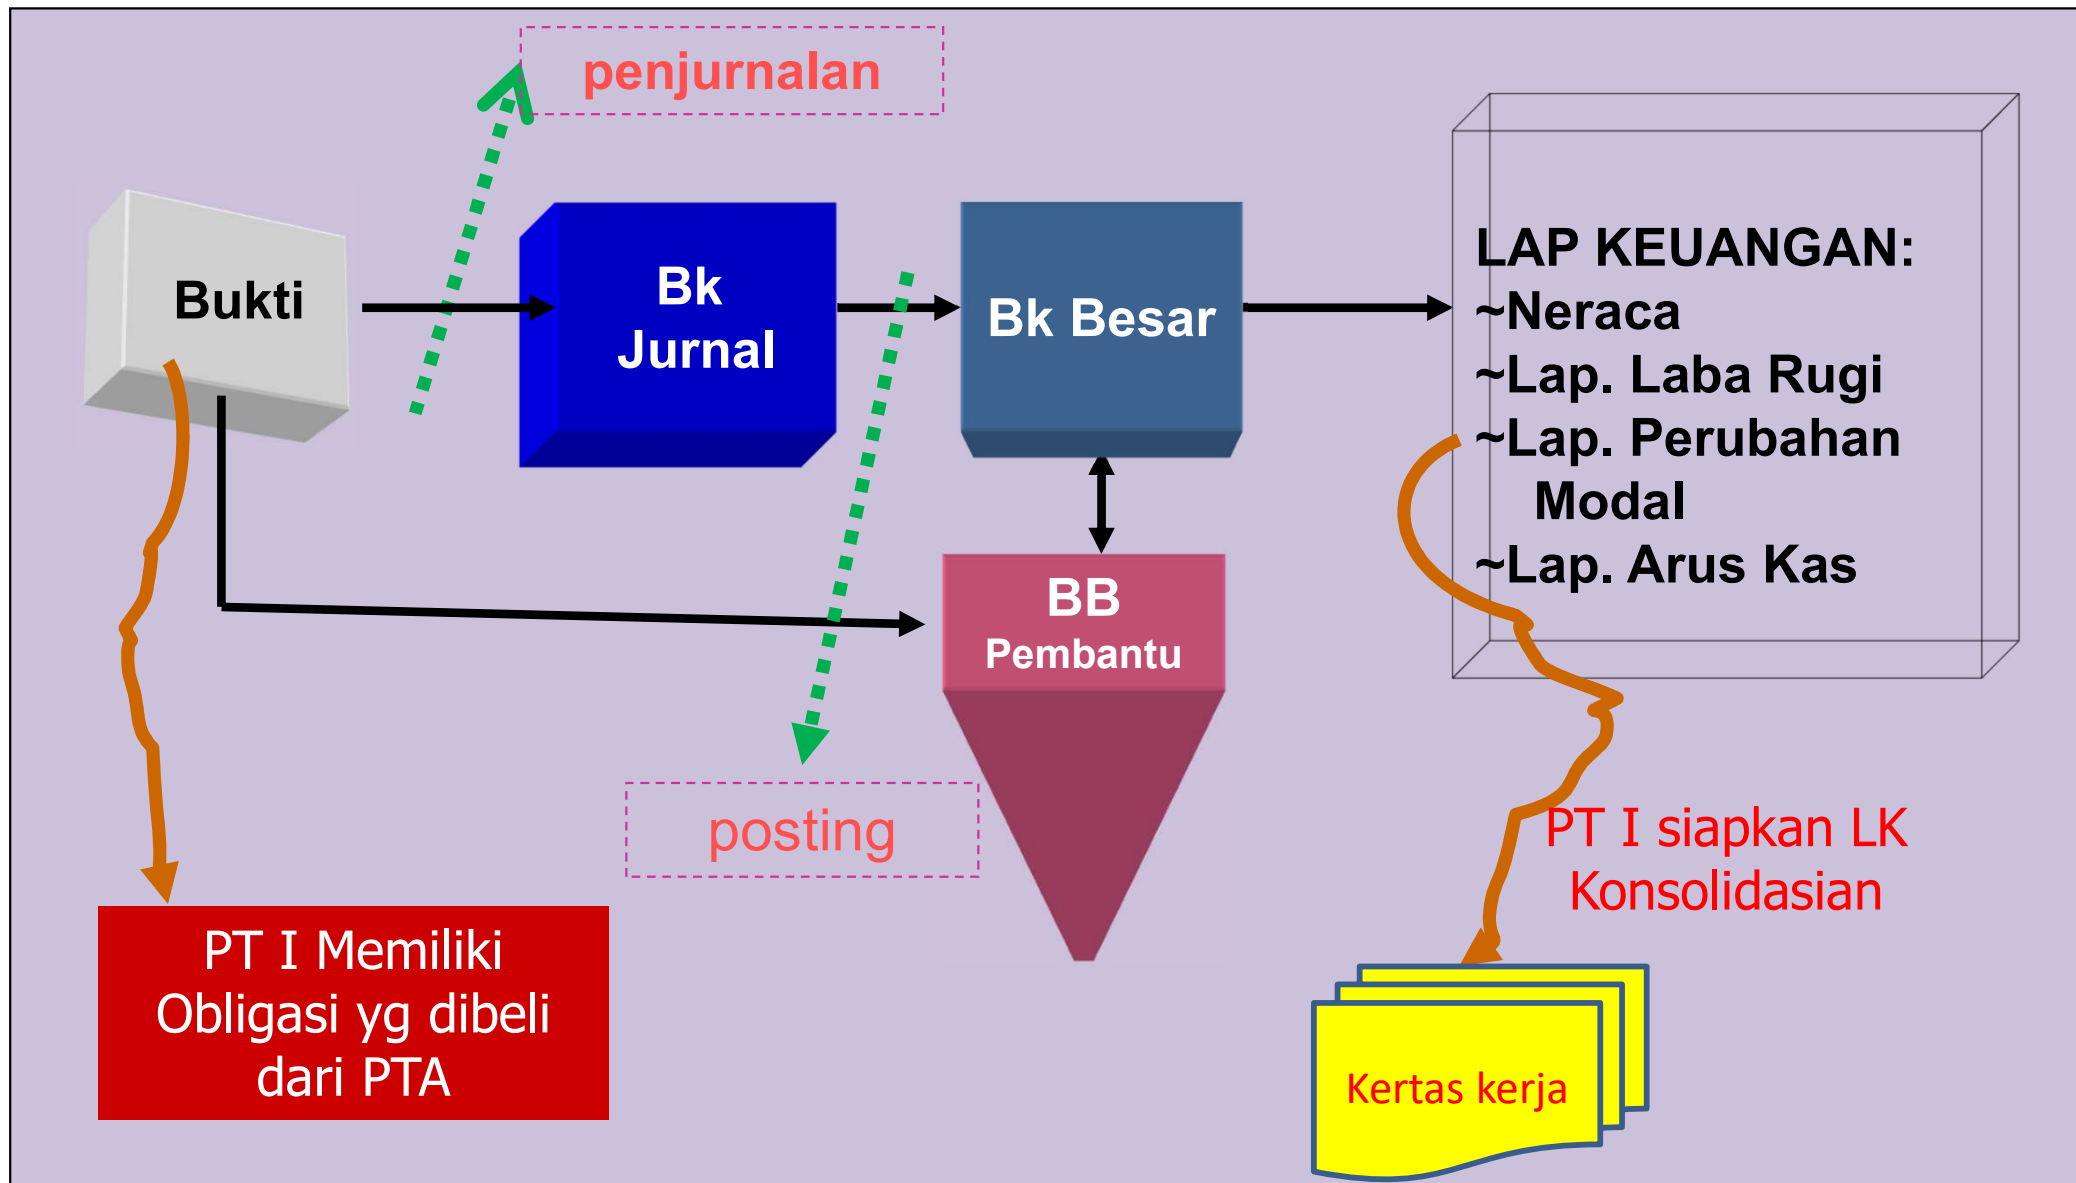 penjurnalan
Bukti
Bk
Jurnal
Bk Besar
LAP KEUANGAN:
~Neraca
~Lap. Laba Rugi
~Lap. Perubahan
Modal
~Lap. Arus Kas
BB
Pembantu
posting
PT I siapkan LK
Konsolidasian
PT I Memiliki
Obligasi yg dibeli
dari PTA
Kertas kerja